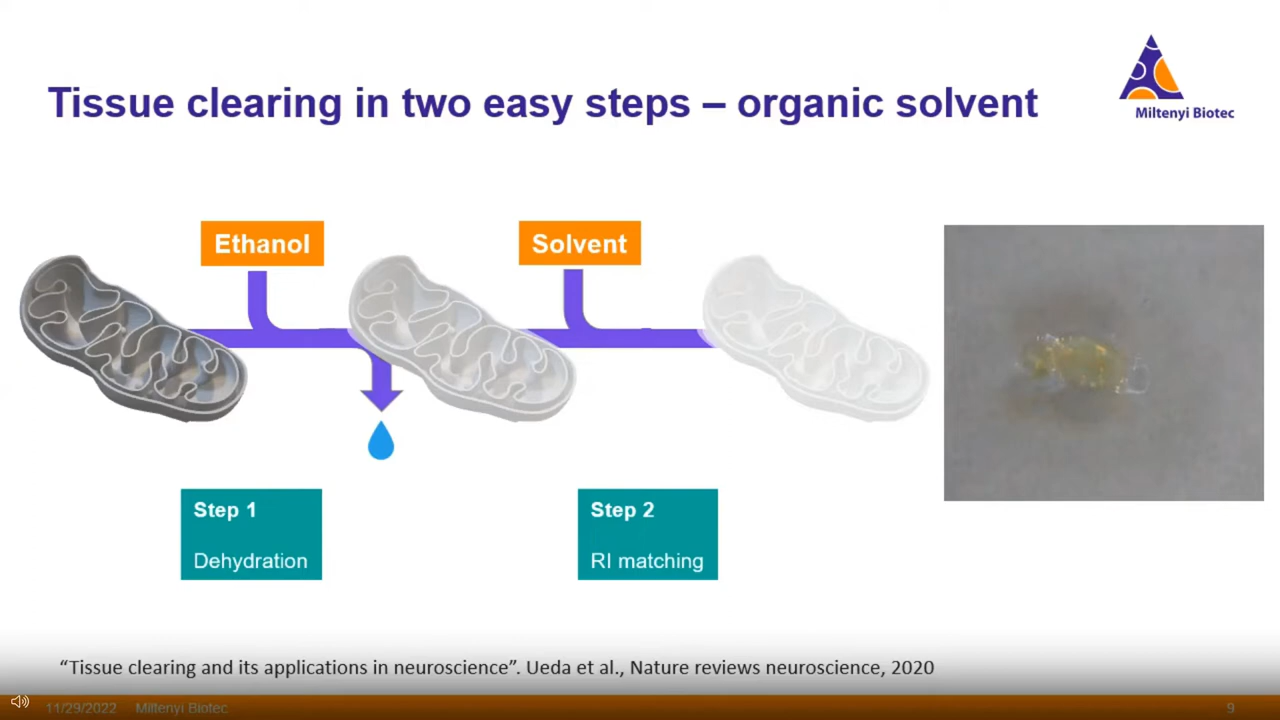 Tissue clearing in two easy steps – organic solvent
Miltenyi Biotec
Ethanol
Solvent
Step 1
Dehydration
Step 2
RI matching
“Tissue clearing and its applications in neuroscience”. Ueda et al., Nature reviews neuroscience, 2020
11/29/2022 Miltenyi Biotec
9